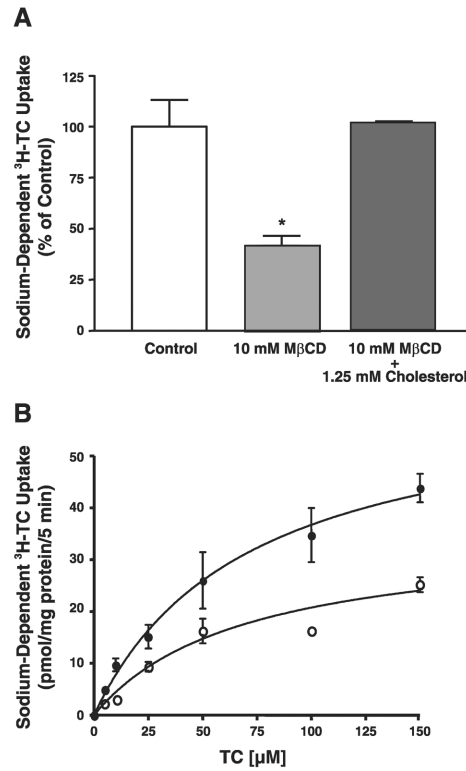 A
Sodium-Dependent ³H-TC Uptake
(% of Control)
125
100
75
50
25
0
*
Control
10 mM MβCD
10 mM MβCD
+
1.25 mM Cholesterol
B
Sodium-Dependent ³H-TC Uptake
(pmol/mg protein/5 min)
50
40
30
20
10
0
0 25 50 75 100 125 150
TC [µM]